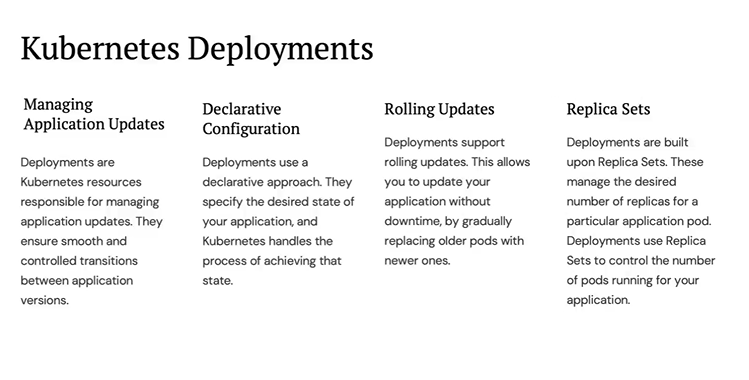 Kubernetes Deployments
Managing
Application Updates
Deployments are
Kubernetes resources
responsible for managing
application updates. They
ensure smooth and
controlled transitions
between application
versions.
Declarative
Configuration
Deployments use a
declarative approach. They
specify the desired state of
your application, and
Kubernetes handles the
process of achieving that
state.
Rolling Updates
Deployments support
rolling updates. This allows
you to update your
application without
downtime, by gradually
replacing older pods with
newer ones.
Replica Sets
Deployments are built
upon Replica Sets. These
manage the desired
number of replicas for a
particular application pod.
Deployments use Replica
Sets to control the number
of pods running for your
application.